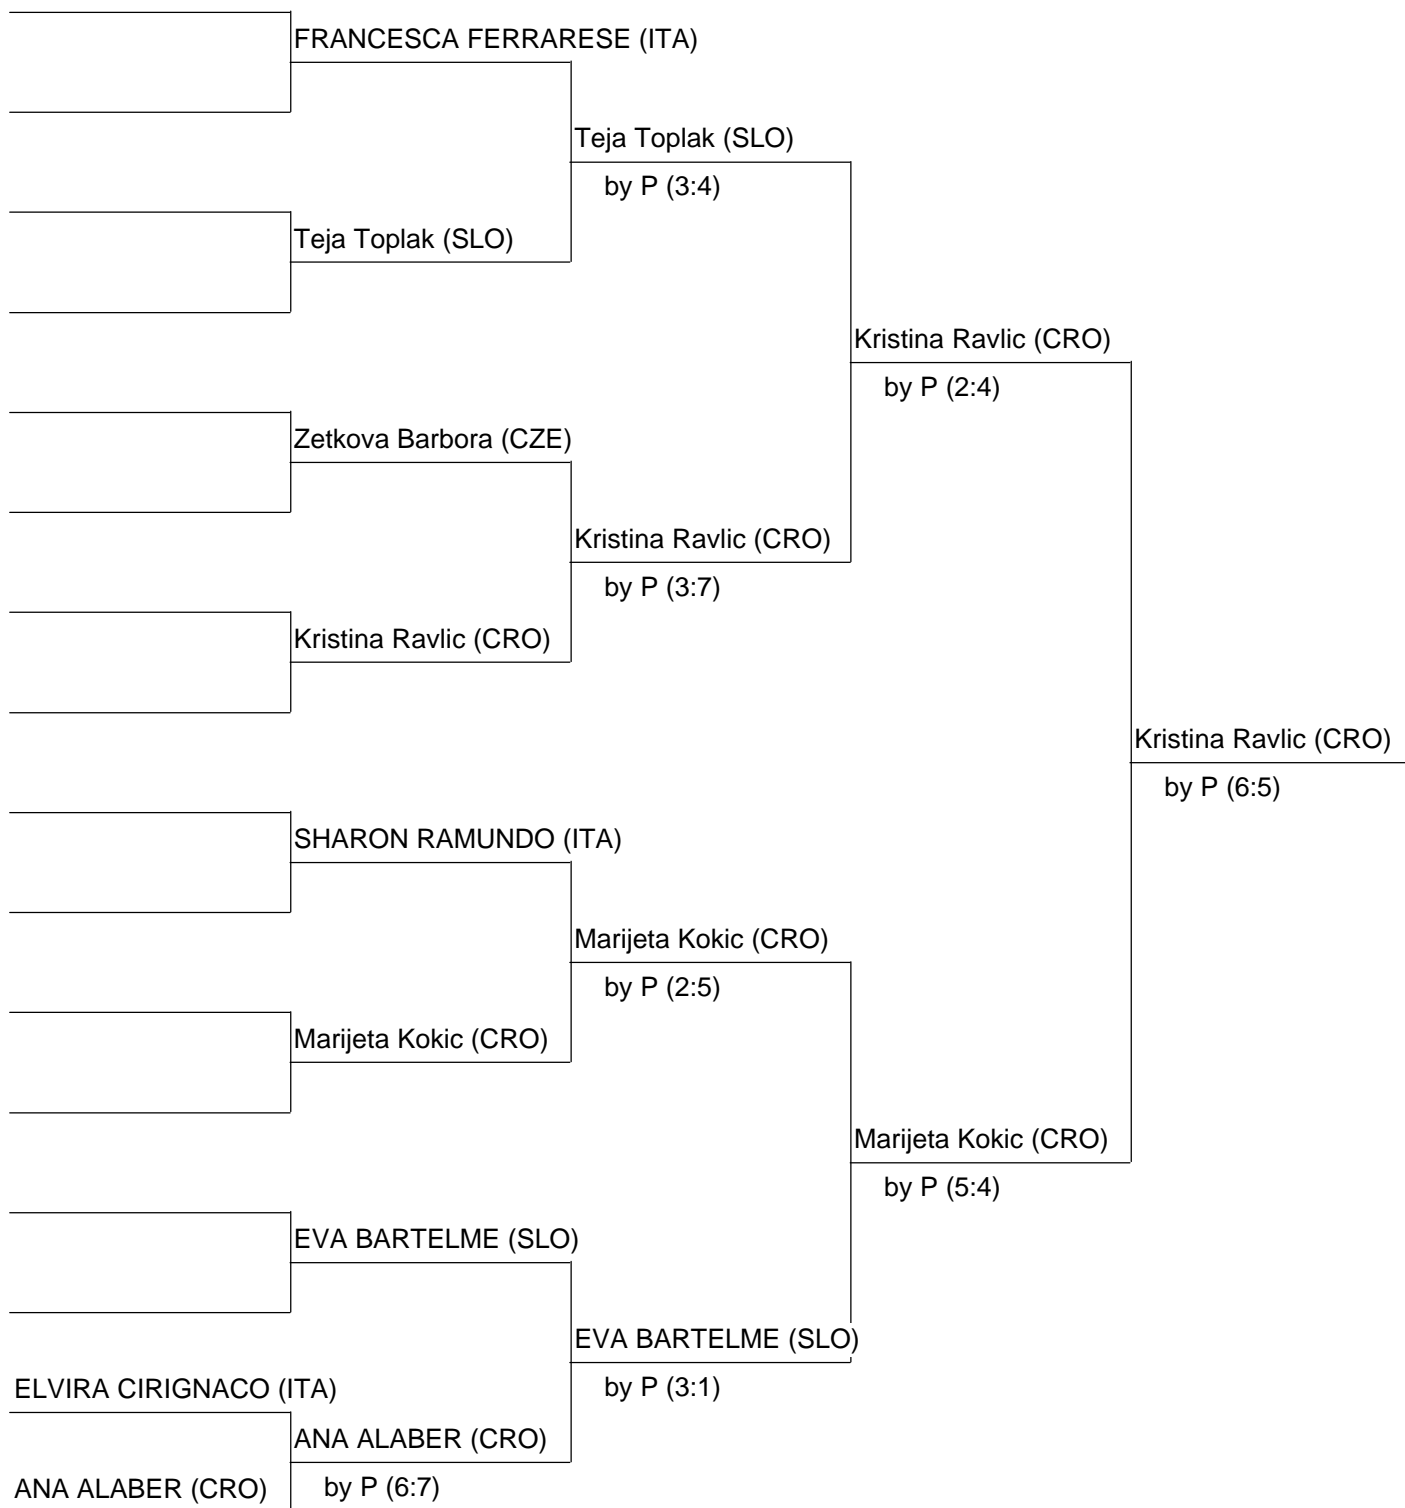 FRANCESCA FERRARESE (ITA)
Teja Toplak (SLO)
by P (3:4)
Teja Toplak (SLO)
Kristina Ravlic (CRO)
by P (2:4)
Zetkova Barbora (CZE)
Kristina Ravlic (CRO)
by P (3:7)
Kristina Ravlic (CRO)
Kristina Ravlic (CRO)
by P (6:5)
SHARON RAMUNDO (ITA)
Marijeta Kokic (CRO)
by P (2:5)
Marijeta Kokic (CRO)
Marijeta Kokic (CRO)
by P (5:4)
EVA BARTELME (SLO)
EVA BARTELME (SLO)
by P (3:1)
ELVIRA CIRIGNACO (ITA)
ANA ALABER (CRO)
by P (6:7)
ANA ALABER (CRO)